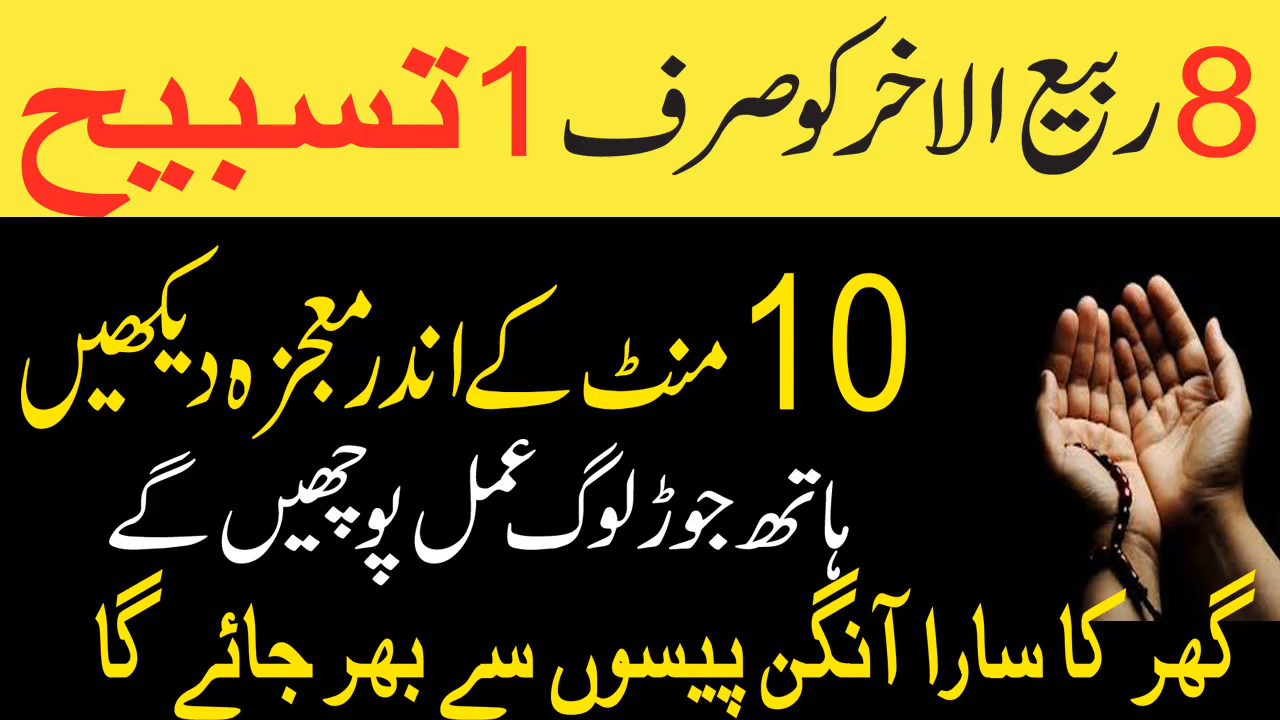 8 ربیع الاخر کو صرف 1 تسبیح
10 منٹ کے اندر معجزہ دیکھیں
ہاتھ جوڑ لوگ عمل پوچھیں گے
گھر کا سارا آنگن پیسوں سے بھر جائے گا